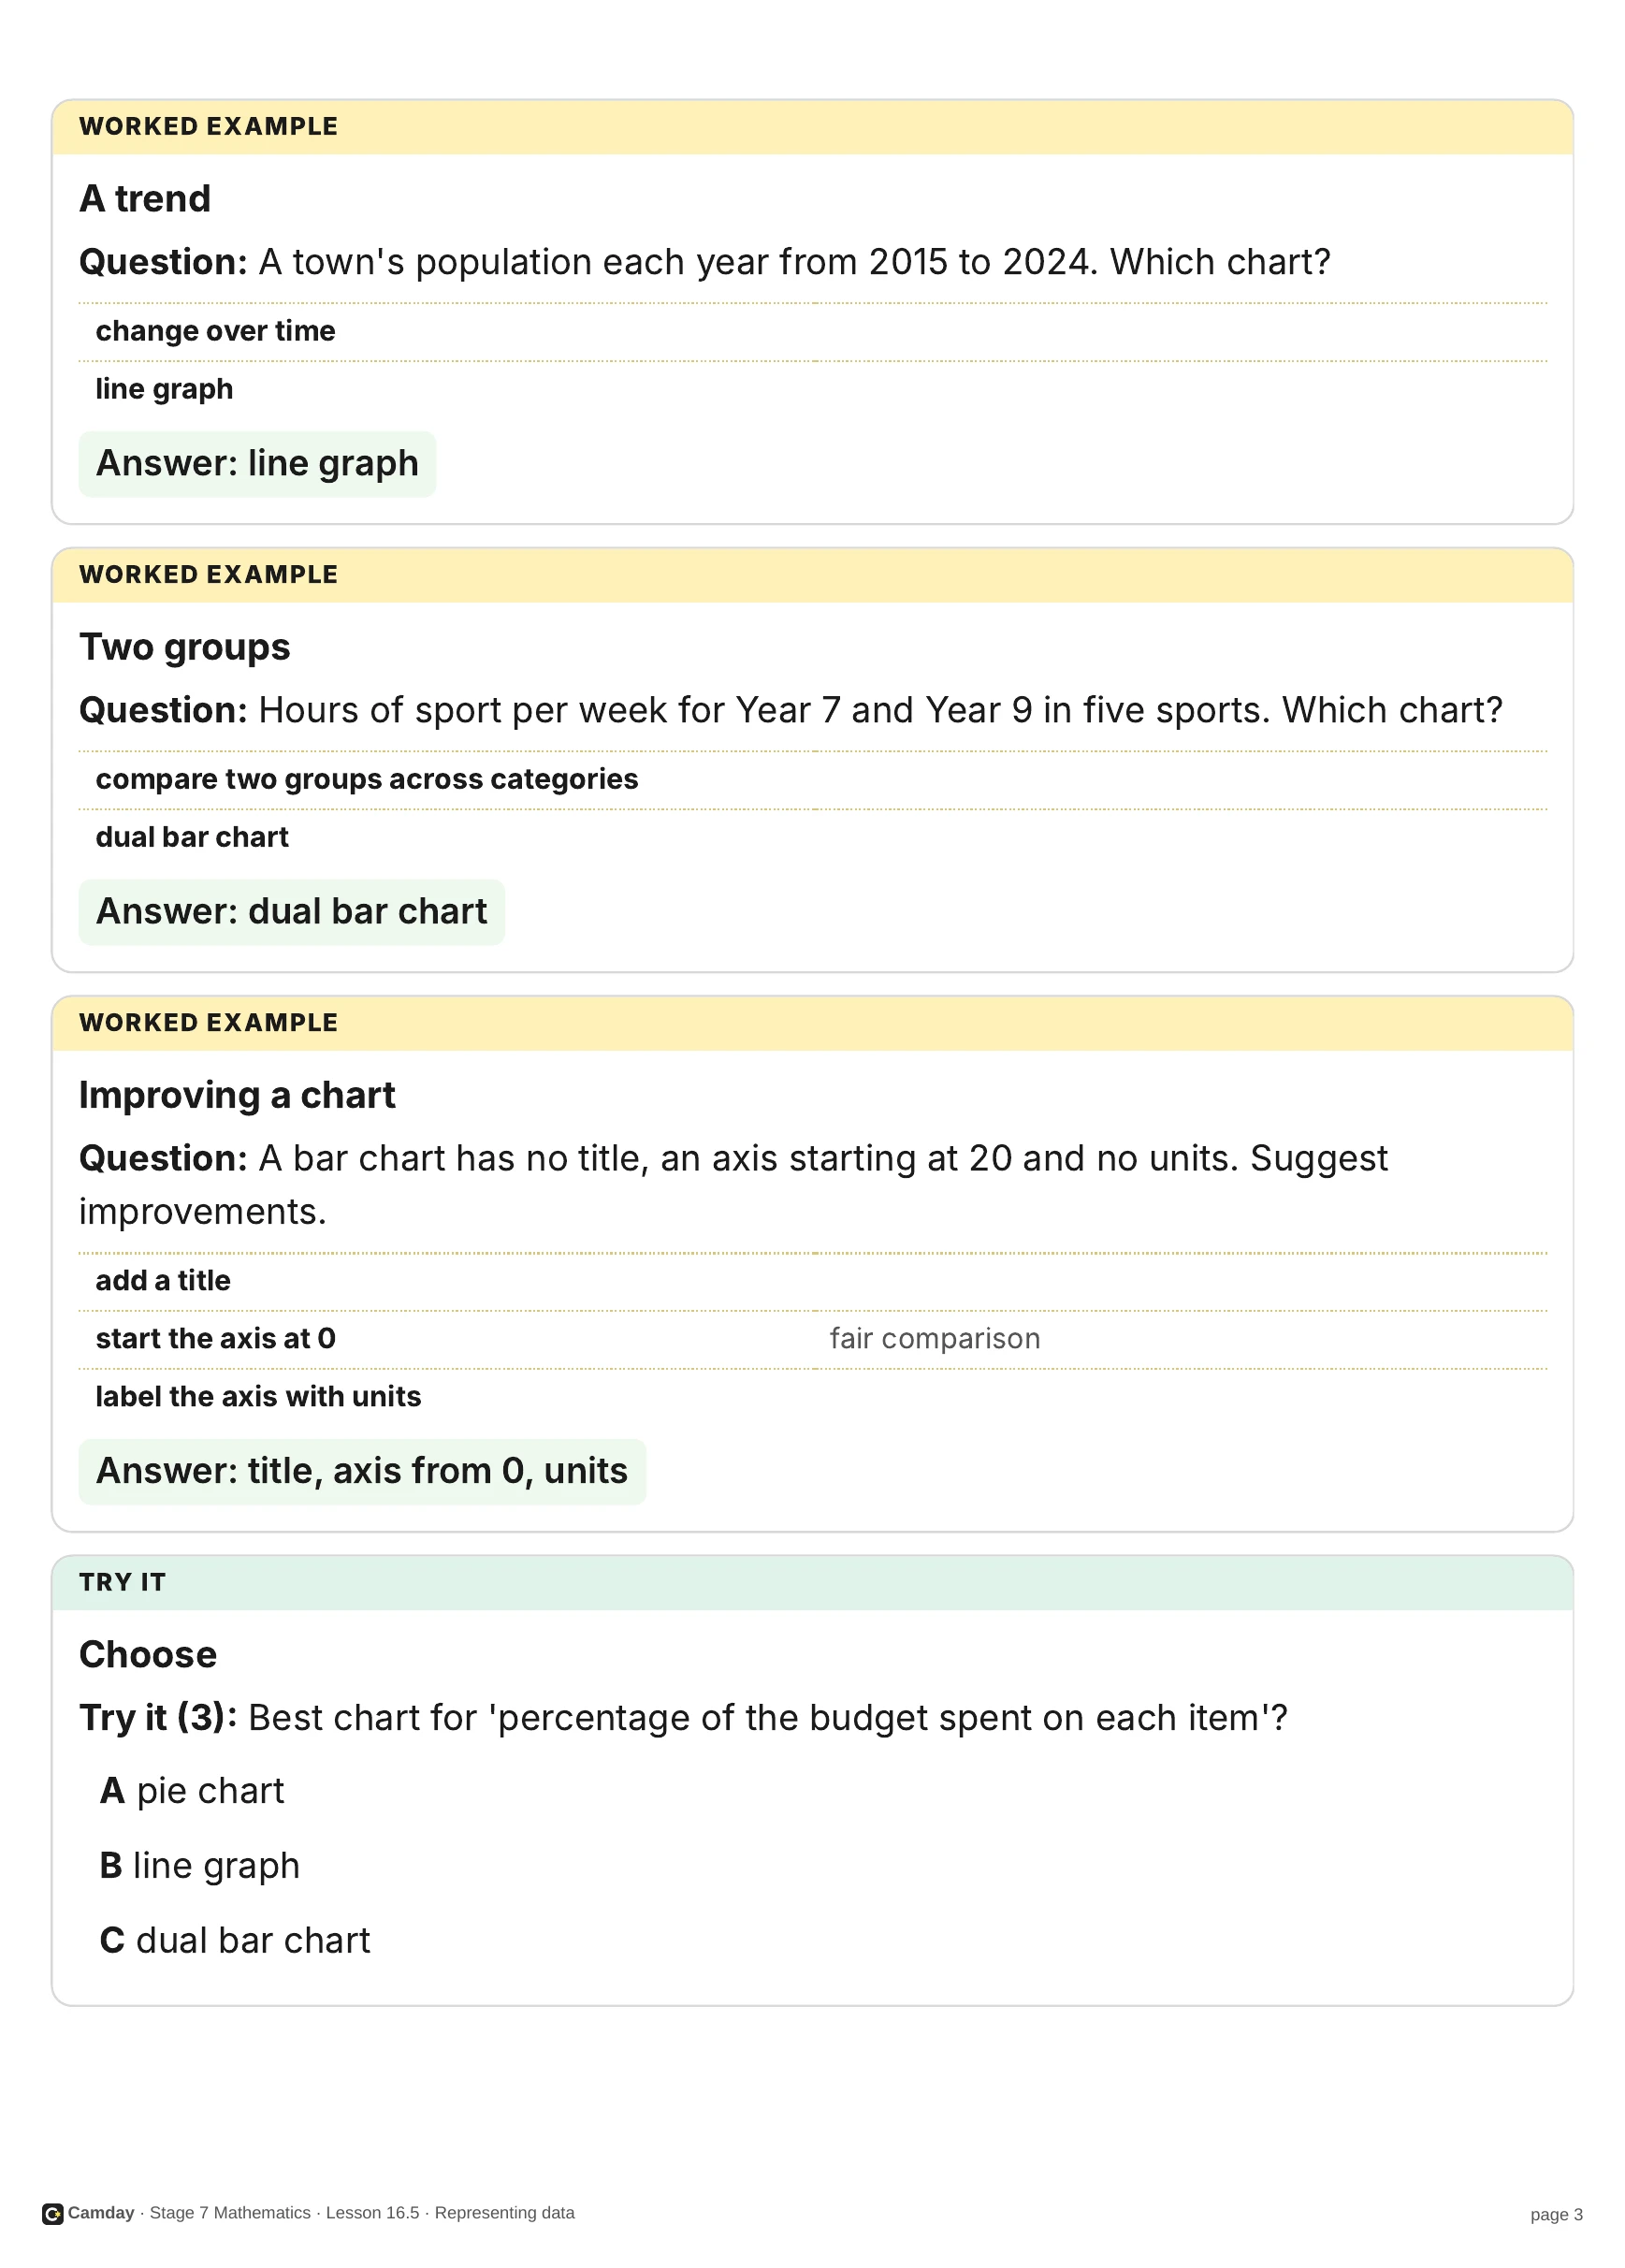 WORKED EXAMPLE
A trend
Question: A town's population each year from 2015 to 2024. Which chart?
change over time
line graph
Answer: line graph
WORKED EXAMPLE
Two groups
Question: Hours of sport per week for Year 7 and Year 9 in five sports. Which chart?
compare two groups across categories
dual bar chart
Answer: dual bar chart
WORKED EXAMPLE
Improving a chart
Question: A bar chart has no title, an axis starting at 20 and no units. Suggest
improvements.
add a title
start the axis at 0 fair comparison
label the axis with units
Answer: title, axis from 0, units
TRY IT
Choose
Try it (3): Best chart for 'percentage of the budget spent on each item'?
A pie chart
B line graph
C dual bar chart
Camday · Stage 7 Mathematics · Lesson 16.5 · Representing data page 3